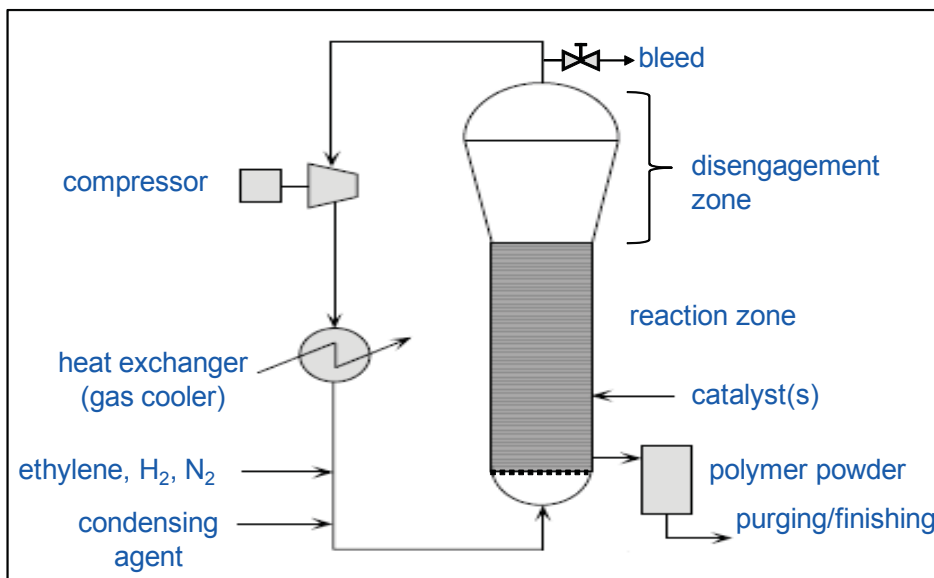 bleed
disengagement
zone
compressor
reaction zone
heat exchanger
(gas cooler)
catalyst(s)
ethylene, H₂, N₂
polymer powder
condensing
agent
purging/finishing